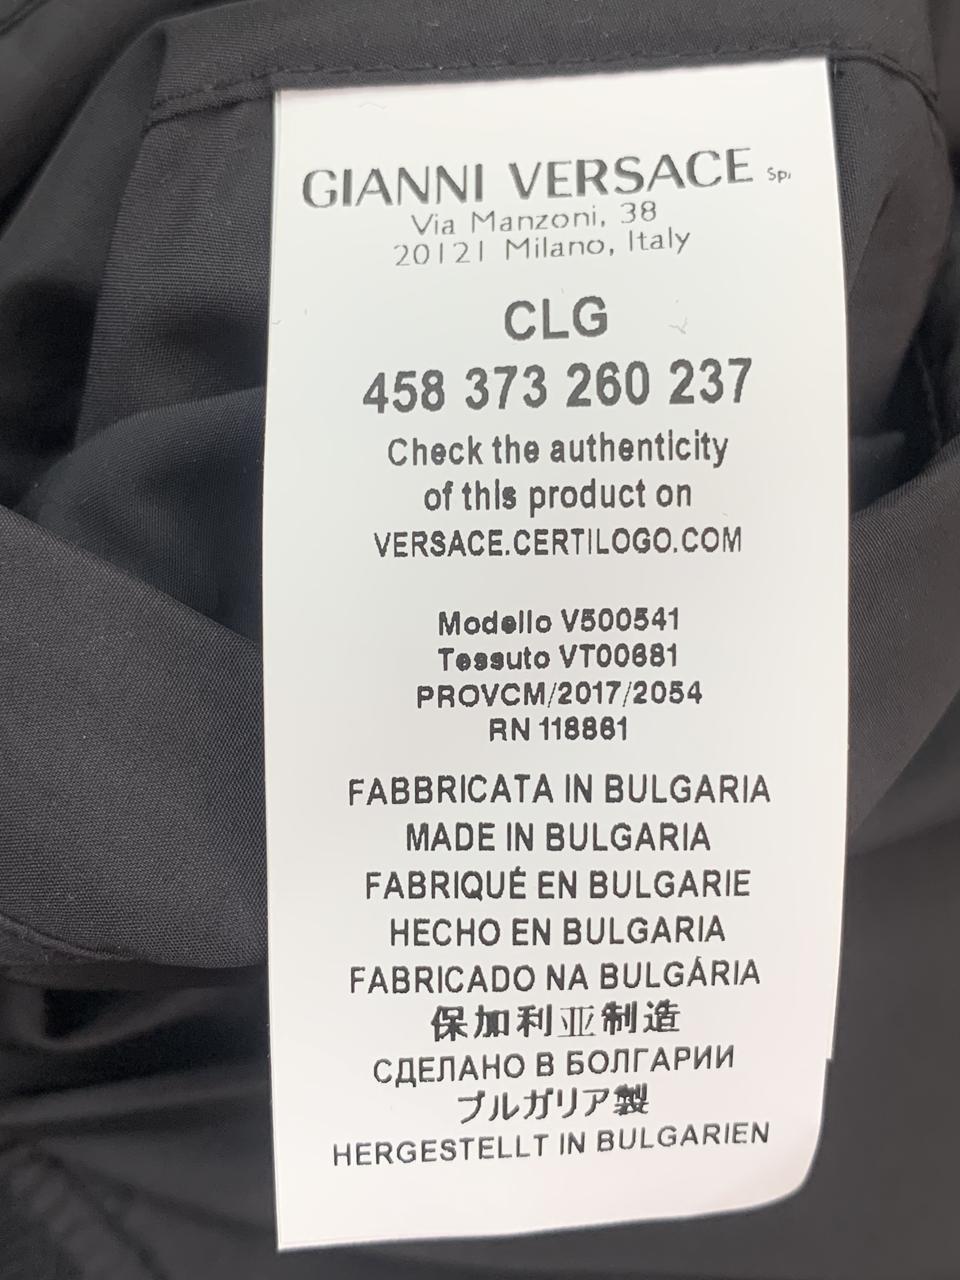 GIANNI VERSACE Sp.
Via Manzoni, 38
20121 Milano, Italy
CLG
458 373 260 237
Check the authenticity
of this product on
VERSACE.CERTILOGO.COM
Modello V500541
Tessuto VT00681
PROVCM/2017/2054
RN 118861
FABBRICATA IN BULGARIA
MADE IN BULGARIA
FABRIQUÉ EN BULGARIE
HECHO EN BULGARIA
FABRICADO NA BULGÁRIA
保加利亚制造
СДЕЛАНО В БОЛГАРИИ
ブルガリア製
HERGESTELLT IN BULGARIEN